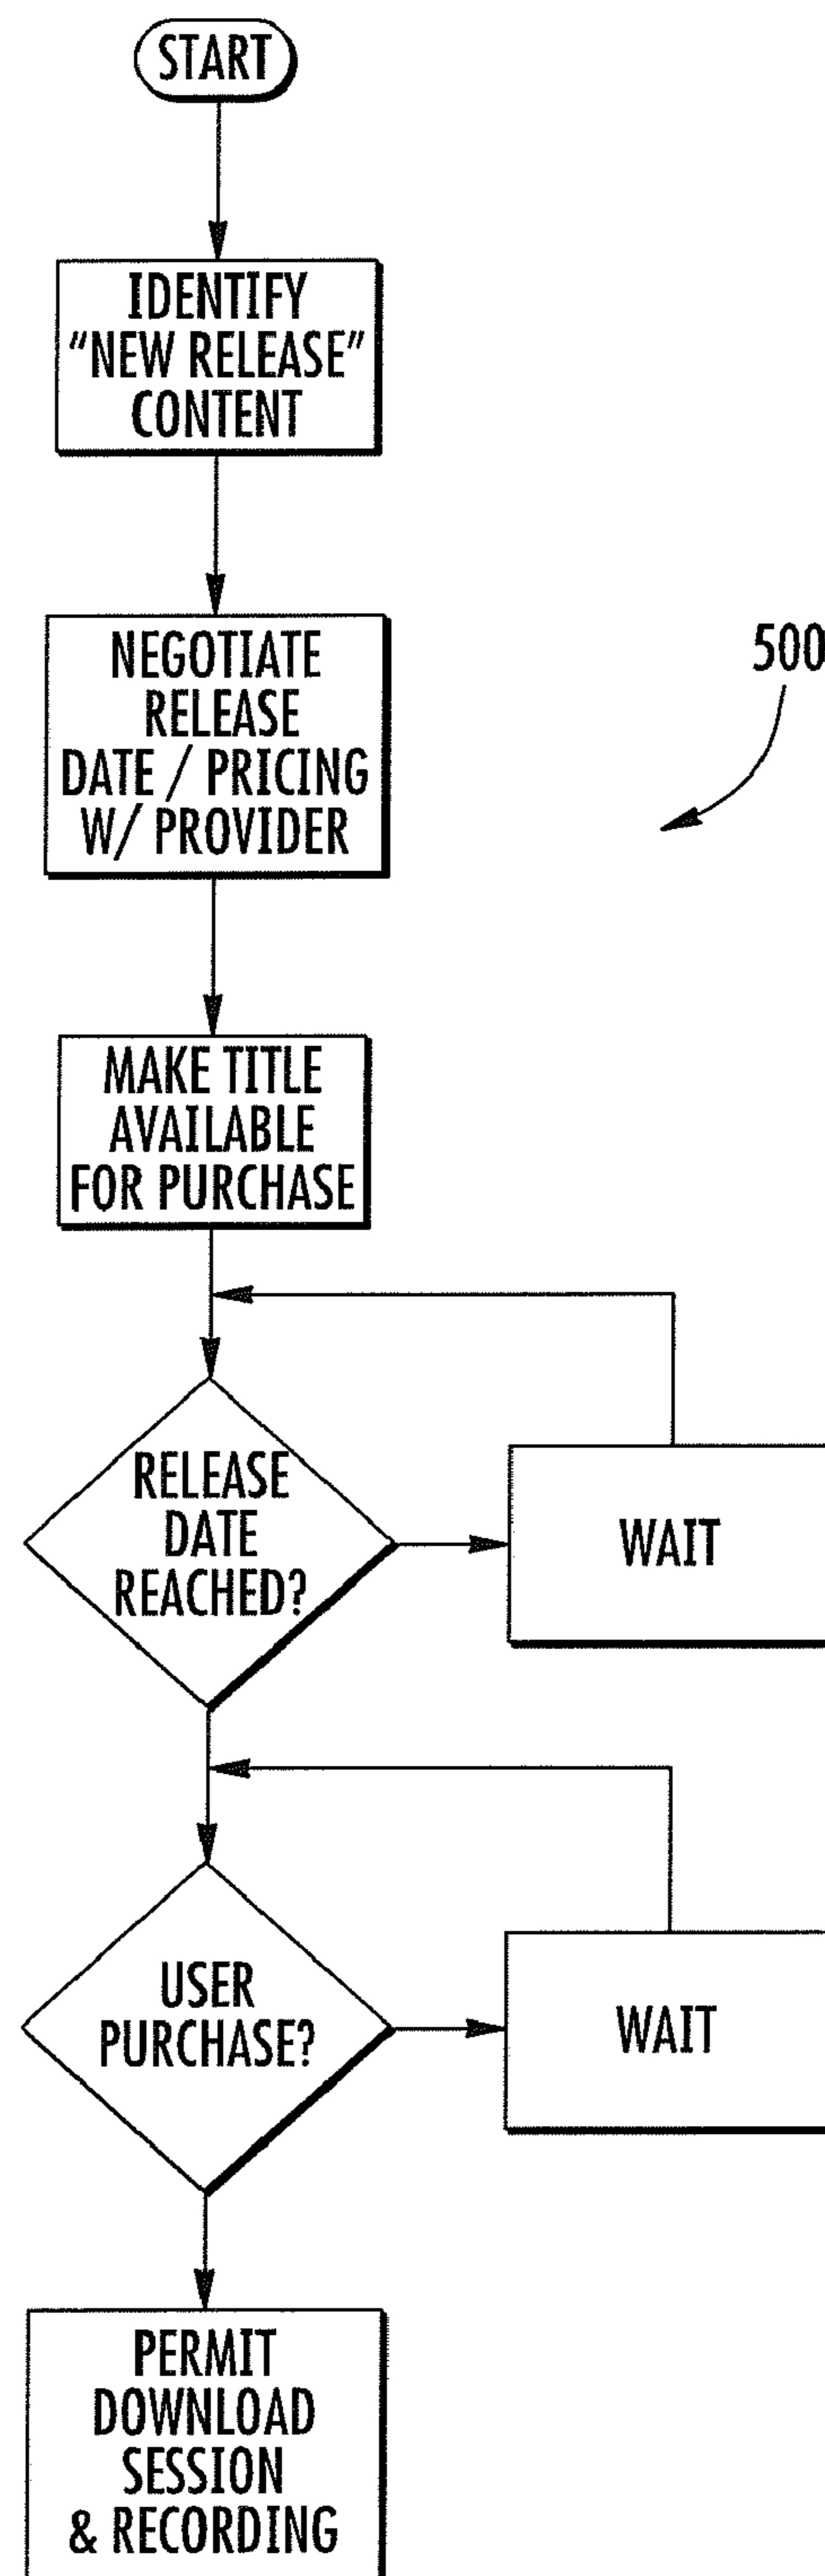 START
IDENTIFY
"NEW RELEASE"
CONTENT
NEGOTIATE
RELEASE
DATE / PRICING
W/ PROVIDER
500
MAKE TITLE
AVAILABLE
FOR PURCHASE
RELEASE
DATE
REACHED?
WAIT
USER
PURCHASE?
WAIT
PERMIT
DOWNLOAD
SESSION
& RECORDING